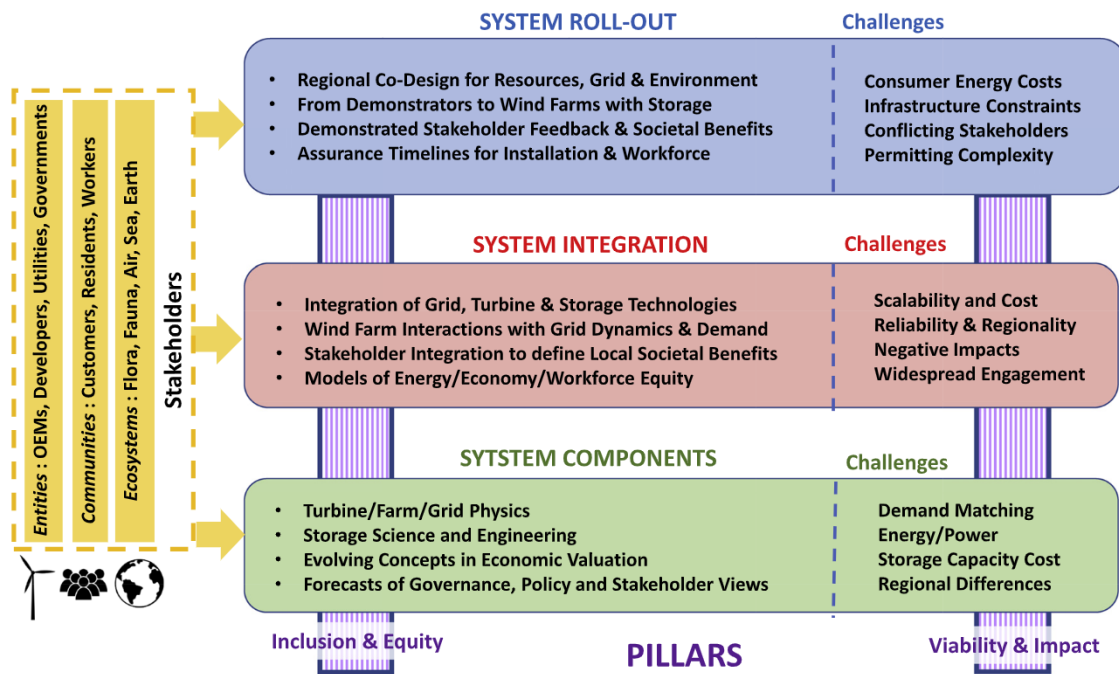 SYSTEM ROLL-OUT
Challenges
• Regional Co-Design for Resources, Grid & Environment
• From Demonstrators to Wind Farms with Storage
• Demonstrated Stakeholder Feedback & Societal Benefits
• Assurance Timelines for Installation & Workforce
Consumer Energy Costs
Infrastructure Constraints
Conflicting Stakeholders
Permitting Complexity
Entities : OEMs, Developers, Utilities, Governments
Communities : Customers, Residents, Workers
Ecosystems : Flora, Fauna, Air, Sea, Earth
Stakeholders
SYSTEM INTEGRATION
Challenges
• Integration of Grid, Turbine & Storage Technologies
• Wind Farm Interactions with Grid Dynamics & Demand
• Stakeholder Integration to define Local Societal Benefits
• Models of Energy/Economy/Workforce Equity
Scalability and Cost
Reliability & Regionality
Negative Impacts
Widespread Engagement
SYTSTEM COMPONENTS
Challenges
• Turbine/Farm/Grid Physics
• Storage Science and Engineering
• Evolving Concepts in Economic Valuation
• Forecasts of Governance, Policy and Stakeholder Views
Demand Matching
Energy/Power
Storage Capacity Cost
Regional Differences
Inclusion & Equity
PILLARS
Viability & Impact